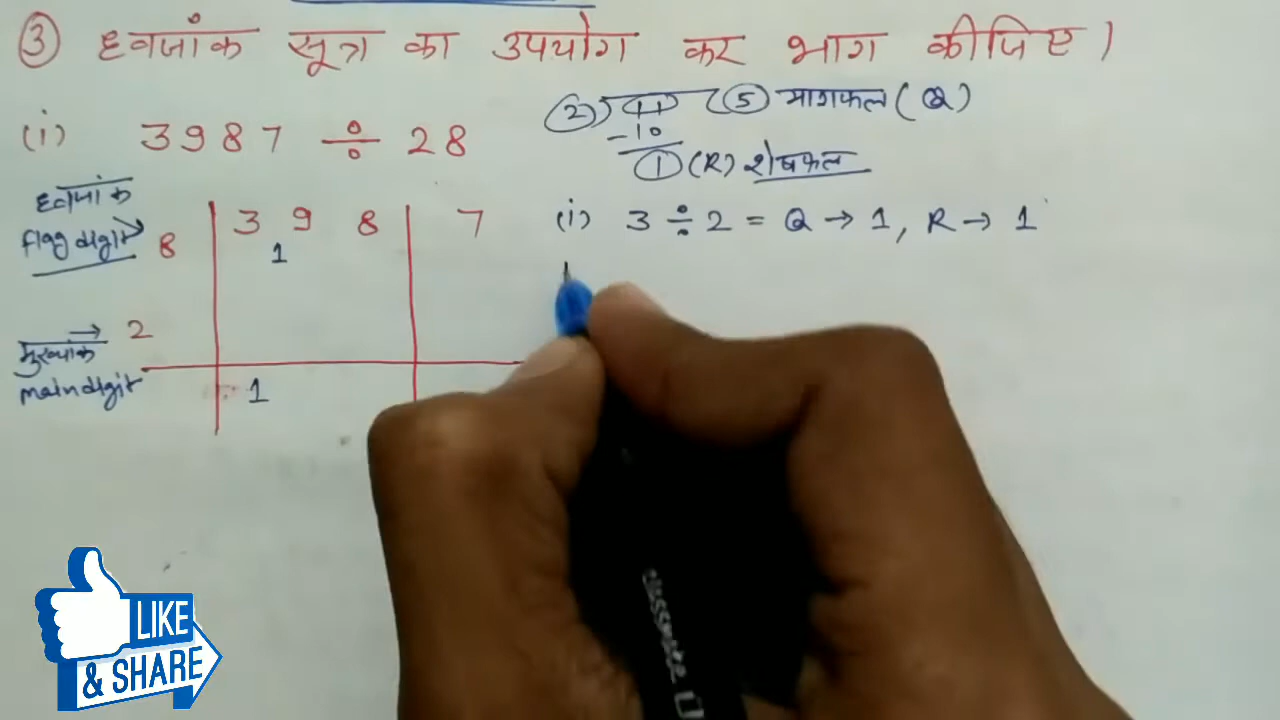 ③ ध्वजांक सूत्र का उपयोग कर भाग कीजिए।
(i) 3987 ÷ 28
2) 11 ( 5 भागफल (Q)
-10
1 (R) शेषफल
ध्वजांक
flag digit → 8
3 9 8 7
1
(i) 3 ÷ 2 = Q → 1, R → 1
मुख्यांक → 2
main digit
1
LIKE
& SHARE
classmate